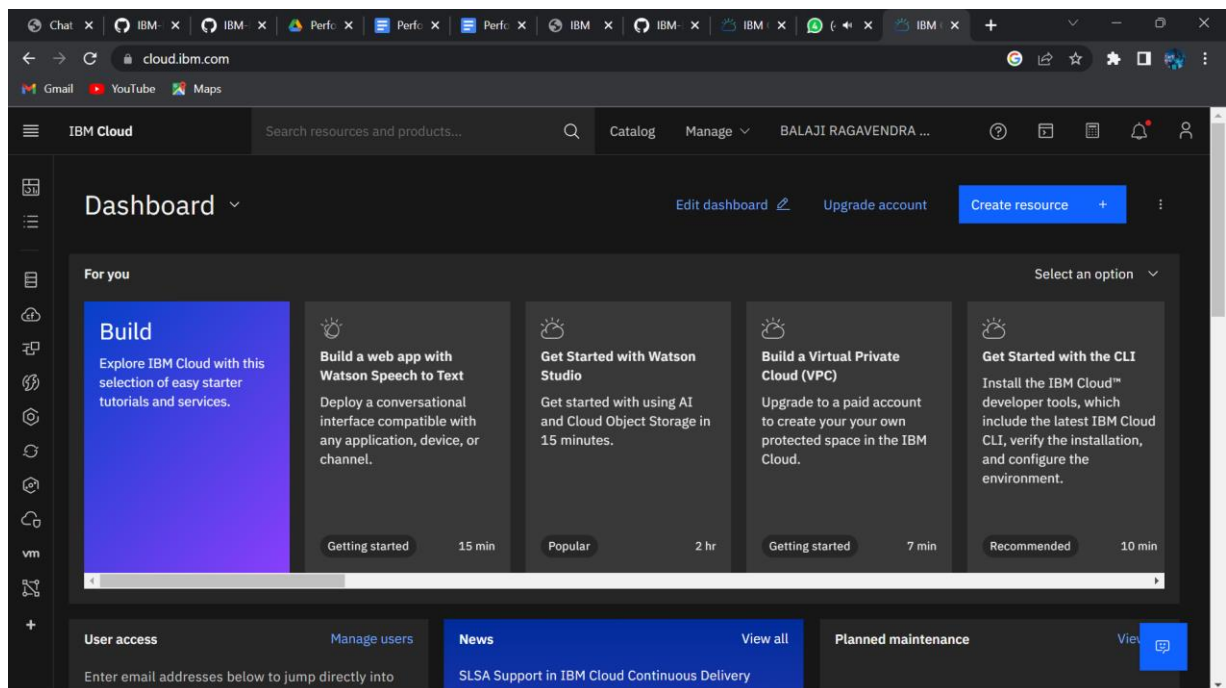 Chat
IBM-
IBM-
Perfo
Perfo
Perfo
IBM
IBM-
IBM
(-
IBM
cloud.ibm.com
Gmail
YouTube
Maps
IBM Cloud
Search resources and products...
Catalog
Manage
BALAJI RAGAVENDRA ...
Dashboard
Edit dashboard
Upgrade account
Create resource +
For you
Select an option
Build
Explore IBM Cloud with this
selection of easy starter
tutorials and services.
Build a web app with
Watson Speech to Text
Deploy a conversational
interface compatible with
any application, device, or
channel.
Getting started
15 min
Get Started with Watson
Studio
Get started with using AI
and Cloud Object Storage in
15 minutes.
Popular
2 hr
Build a Virtual Private
Cloud (VPC)
Upgrade to a paid account
to create your your own
protected space in the IBM
Cloud.
Getting started
7 min
Get Started with the CLI
Install the IBM Cloud™
developer tools, which
include the latest IBM Cloud
CLI, verify the installation,
and configure the
environment.
Recommended
10 min
vm
User access
Manage users
Enter email addresses below to jump directly into
News
View all
SLSA Support in IBM Cloud Continuous Delivery
Planned maintenance